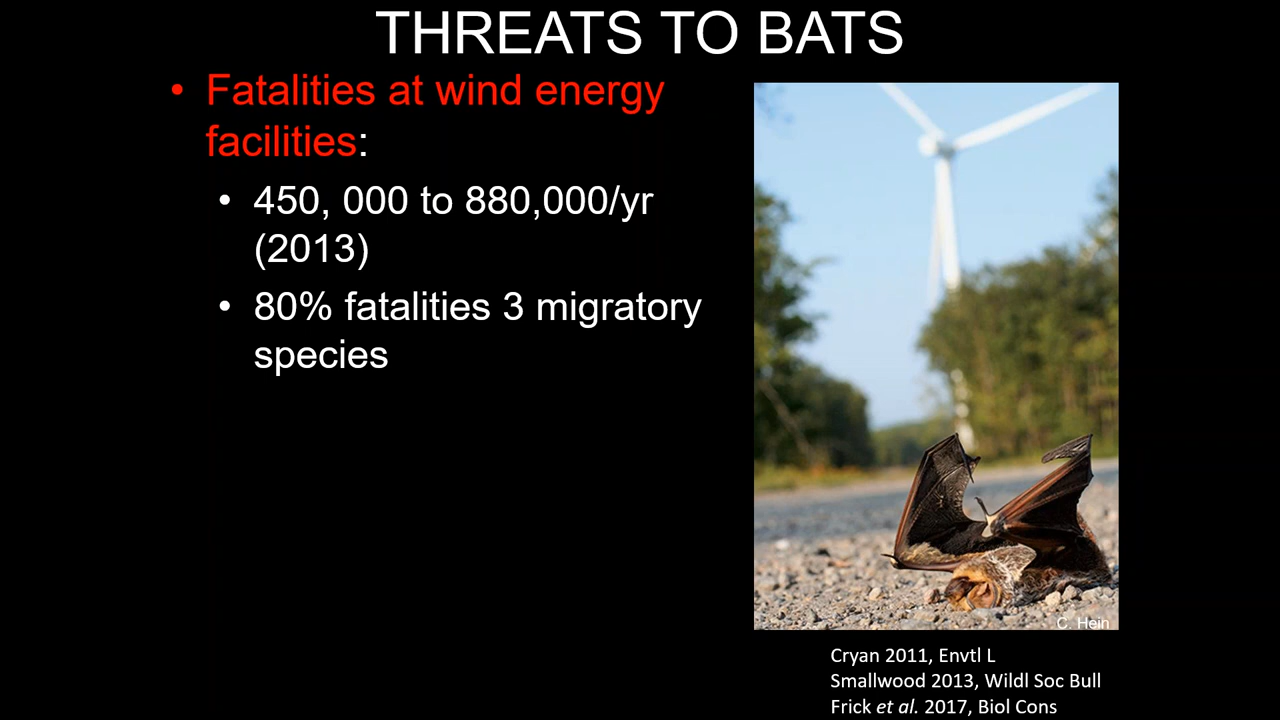 THREATS TO BATS
• Fatalities at wind energy
facilities:
• 450, 000 to 880,000/yr
(2013)
• 80% fatalities 3 migratory
species
C. Hein
Cryan 2011, Envtl L
Smallwood 2013, Wildl Soc Bull
Frick et al. 2017, Biol Cons